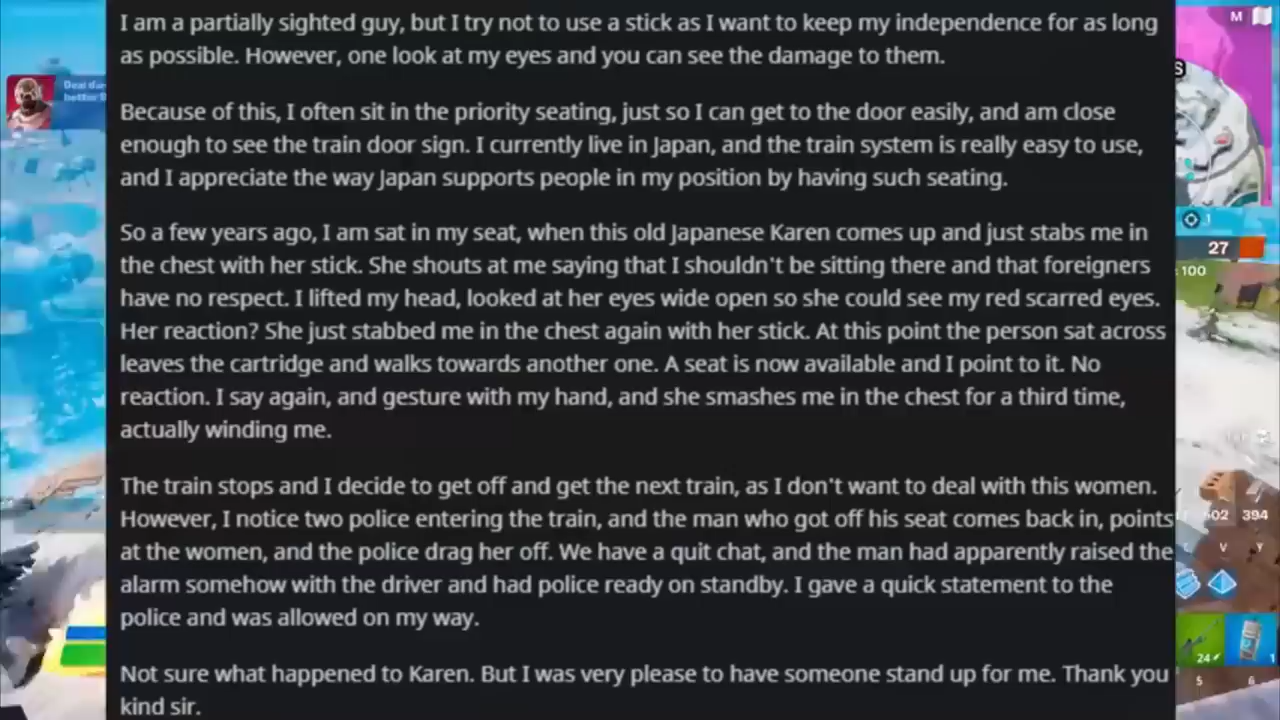 I am a partially sighted guy, but I try not to use a stick as I want to keep my independence for as long
as possible. However, one look at my eyes and you can see the damage to them.
Because of this, I often sit in the priority seating, just so I can get to the door easily, and am close
enough to see the train door sign. I currently live in Japan, and the train system is really easy to use,
and I appreciate the way Japan supports people in my position by having such seating.
So a few years ago, I am sat in my seat, when this old Japanese Karen comes up and just stabs me in
the chest with her stick. She shouts at me saying that I shouldn't be sitting there and that foreigners
have no respect. I lifted my head, looked at her eyes wide open so she could see my red scarred eyes.
Her reaction? She just stabbed me in the chest again with her stick. At this point the person sat across
leaves the cartridge and walks towards another one. A seat is now available and I point to it. No
reaction. I say again, and gesture with my hand, and she smashes me in the chest for a third time,
actually winding me.
The train stops and I decide to get off and get the next train, as I don't want to deal with this women.
However, I notice two police entering the train, and the man who got off his seat comes back in, points
at the women, and the police drag her off. We have a quit chat, and the man had apparently raised the
alarm somehow with the driver and had police ready on standby. I gave a quick statement to the
police and was allowed on my way.
Not sure what happened to Karen. But I was very please to have someone stand up for me. Thank you
kind sir.
M
S
1
27
100
502 394
V Y
24
1
5 6